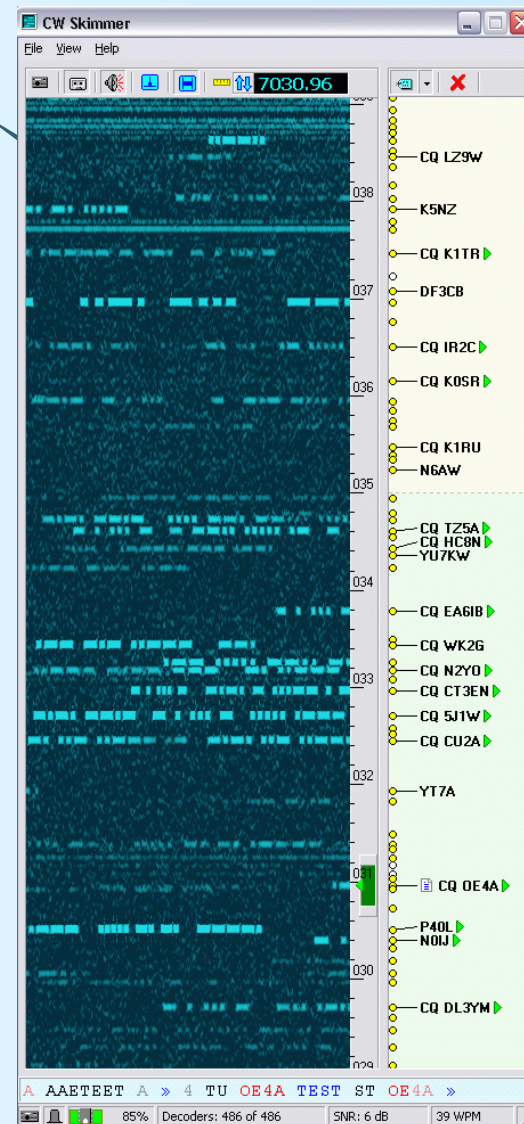 CW Skimmer
File View Help
7030.96
CQ LZ9W
038
K5NZ
CQ K1TR
037
DF3CB
CQ IR2C
036
CQ K0SR
CQ K1RU
035
N6AW
CQ TZ5A
CQ HC8N
YU7KW
034
CQ EA6IB
CQ WK2G
CQ N2YO
033
CQ CT3EN
CQ 5J1W
CQ CU2A
032
YT7A
031
CQ OE4A
P40L
N0IJ
030
CQ DL3YM
029
A AAETEET A » 4 TU OE4A TEST ST OE4A »
85% Decoders: 486 of 486 SNR: 6 dB 39 WPM